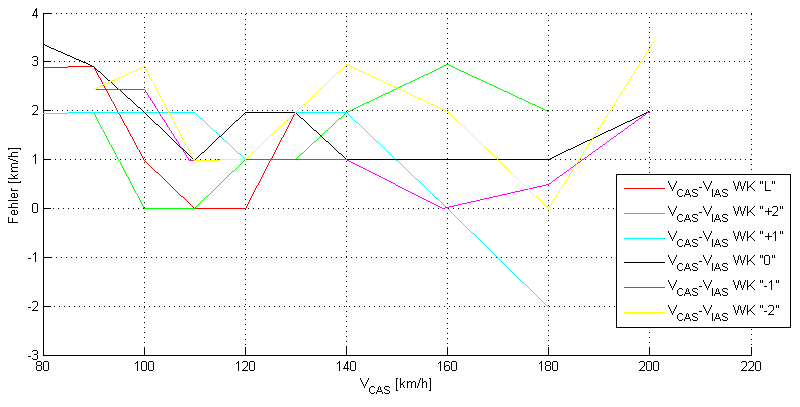 4
3
2
1
0
-1
-2
-3
Fehler [km/h]
80 100 120 140 160 180 200 220
V_CAS [km/h]
V_CAS-V_IAS WK "L"
V_CAS-V_IAS WK "+2"
V_CAS-V_IAS WK "+1"
V_CAS-V_IAS WK "0"
V_CAS-V_IAS WK "-1"
V_CAS-V_IAS WK "-2"